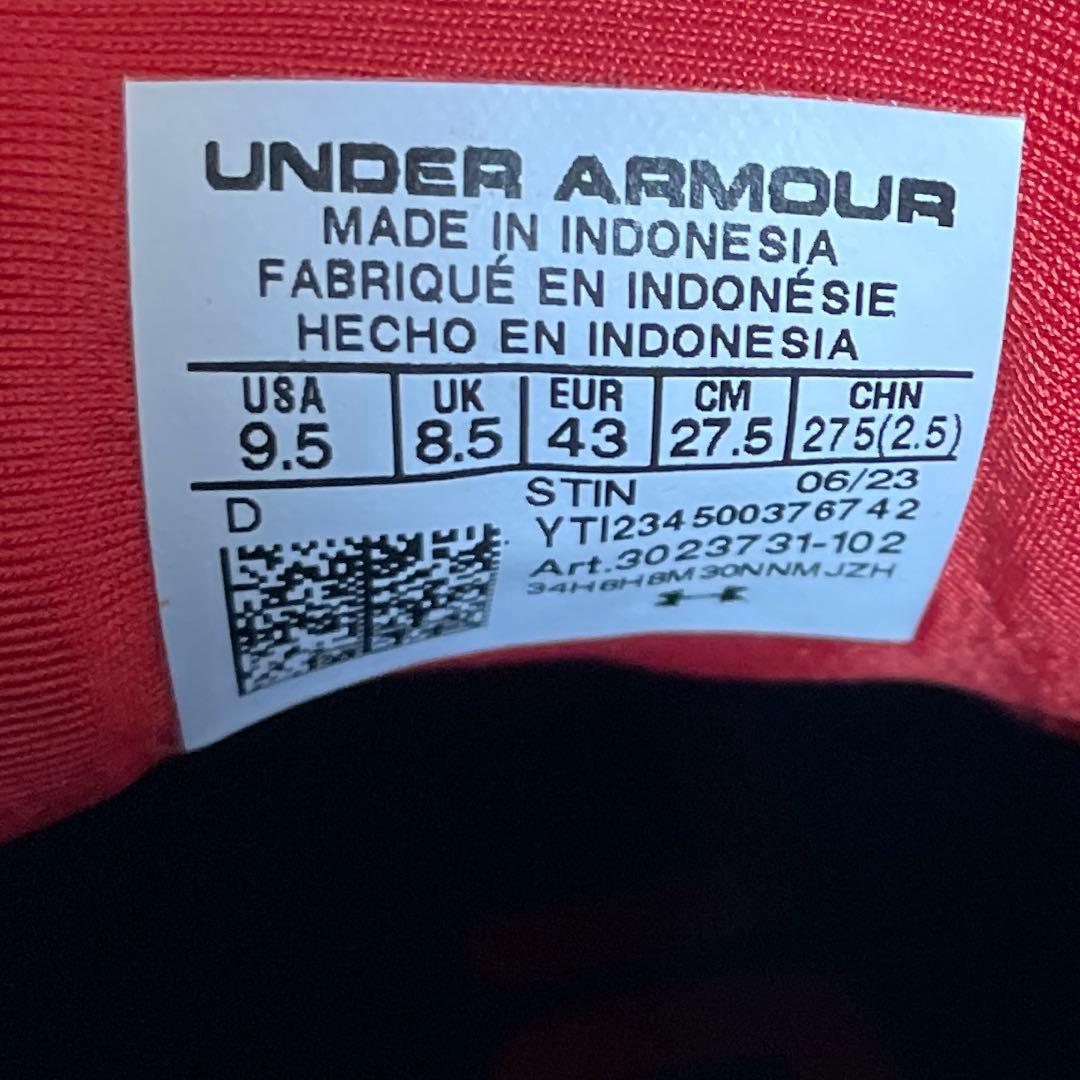 UNDER ARMOUR
MADE IN INDONESIA
FABRIQUÉ EN INDONÉSIE
HECHO EN INDONESIA
USA UK EUR CM CHN
9.5 8.5 43 27.5 275(2.5)
D STIN 06/23
YTI234500376742
Art.3023731-102
34H6H8M30NNMJZH